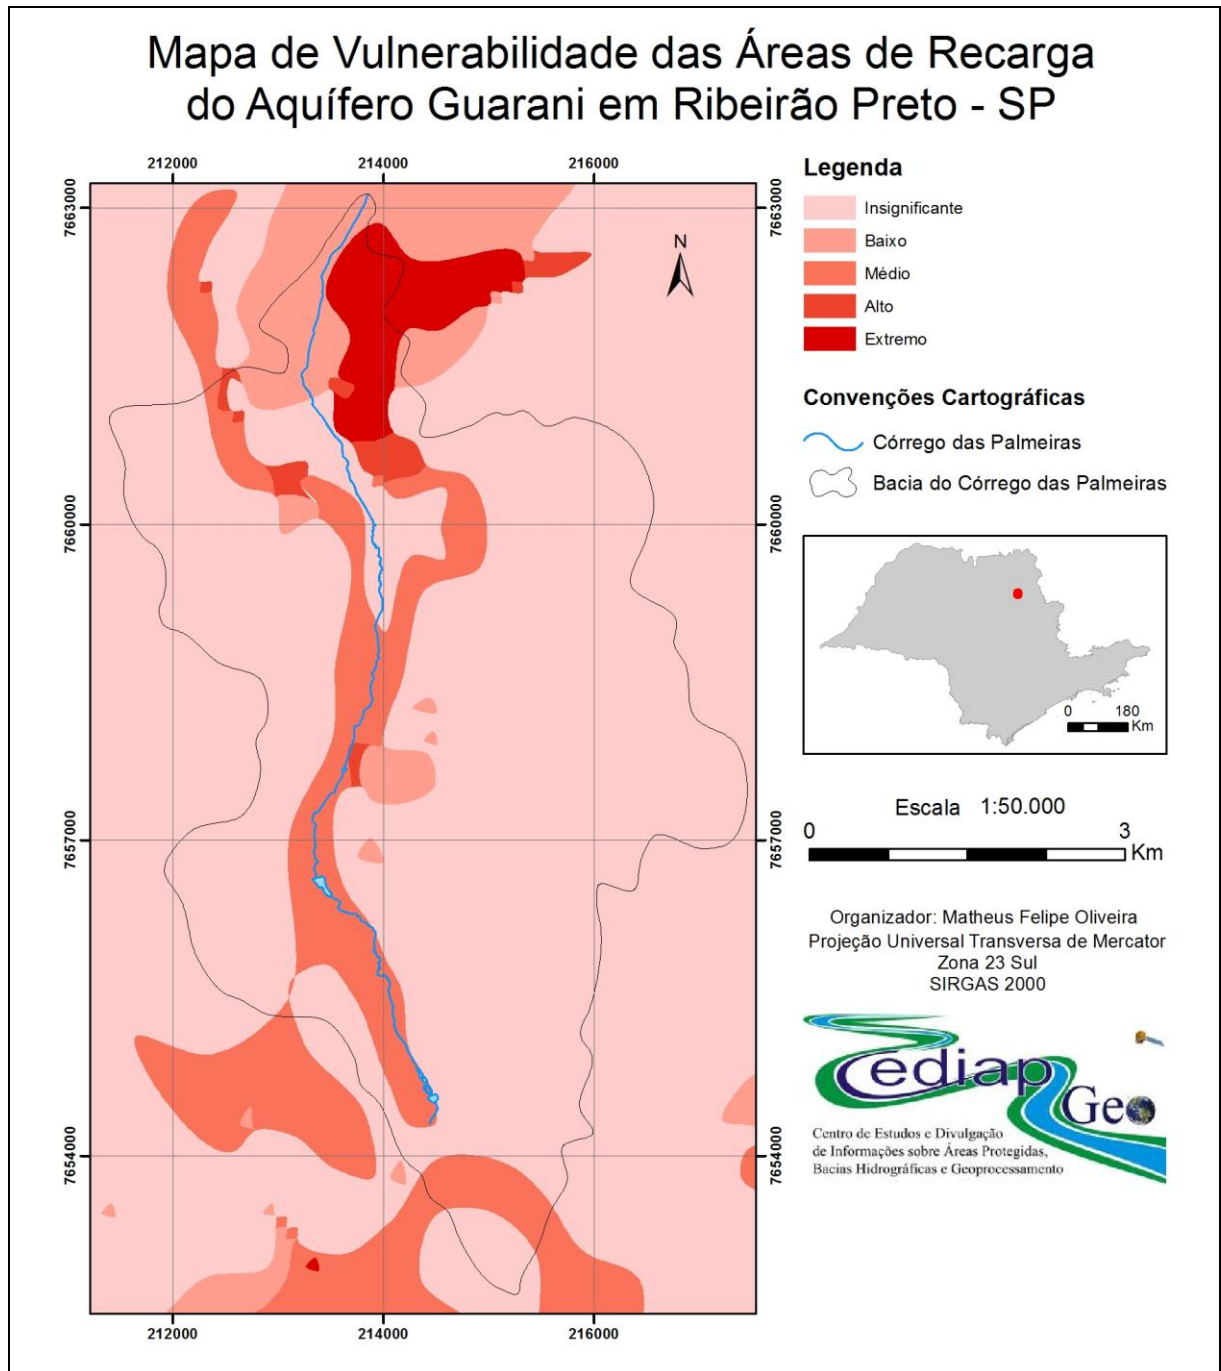 Mapa de Vulnerabilidade das Áreas de Recarga
do Aquífero Guarani em Ribeirão Preto - SP
212000
214000
216000
7663000
7663000
7660000
7660000
7657000
7657000
7654000
7654000
212000
214000
216000
N
Legenda
Insignificante
Baixo
Médio
Alto
Extremo
Convenções Cartográficas
Córrego das Palmeiras
Bacia do Córrego das Palmeiras
0 180
Km
Escala 1:50.000
0 3
Km
Organizador: Matheus Felipe Oliveira
Projeção Universal Transversa de Mercator
Zona 23 Sul
SIRGAS 2000
Cediap
Geo
Centro de Estudos e Divulgação
de Informações sobre Áreas Protegidas,
Bacias Hidrográficas e Geoprocessamento